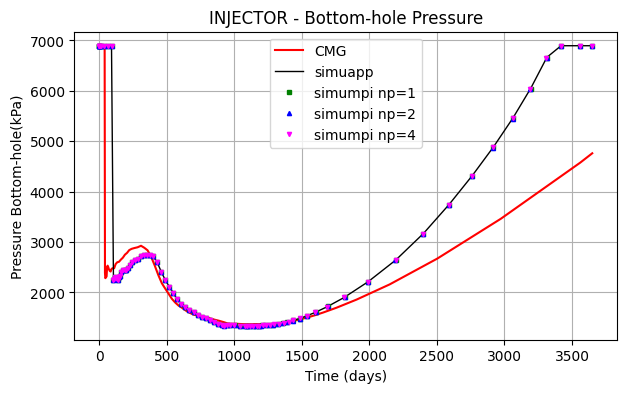 INJECTOR - Bottom-hole Pressure
Pressure Bottom-hole(kPa)
7000
6000
5000
4000
3000
2000
CMG
simuapp
simumpi np=1
simumpi np=2
simumpi np=4
0
500
1000
1500
2000
2500
3000
3500
Time (days)